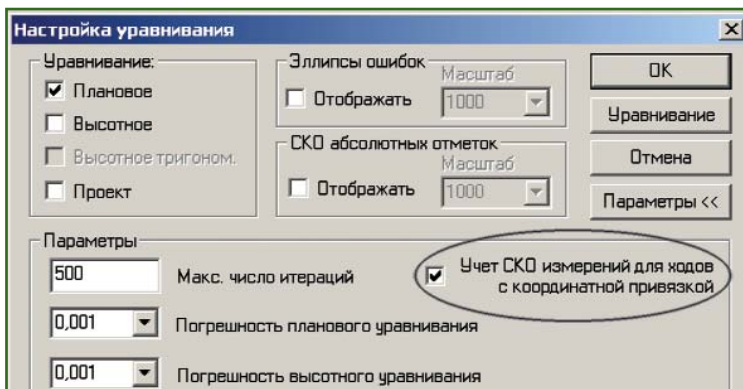 Настройка уравнивания
Уравнивание:
Плановое
Высотное
Высотное тригоном.
Проект
Эллипсы ошибок
Масштаб
Отображать
1000
СКО абсолютных отметок
Масштаб
Отображать
1000
OK
Уравнивание
Отмена
Параметры <<
Параметры
500
Макс. число итераций
Учет СКО измерений для ходов
с координатной привязкой
0,001
Погрешность планового уравнивания
0,001
Погрешность высотного уравнивания